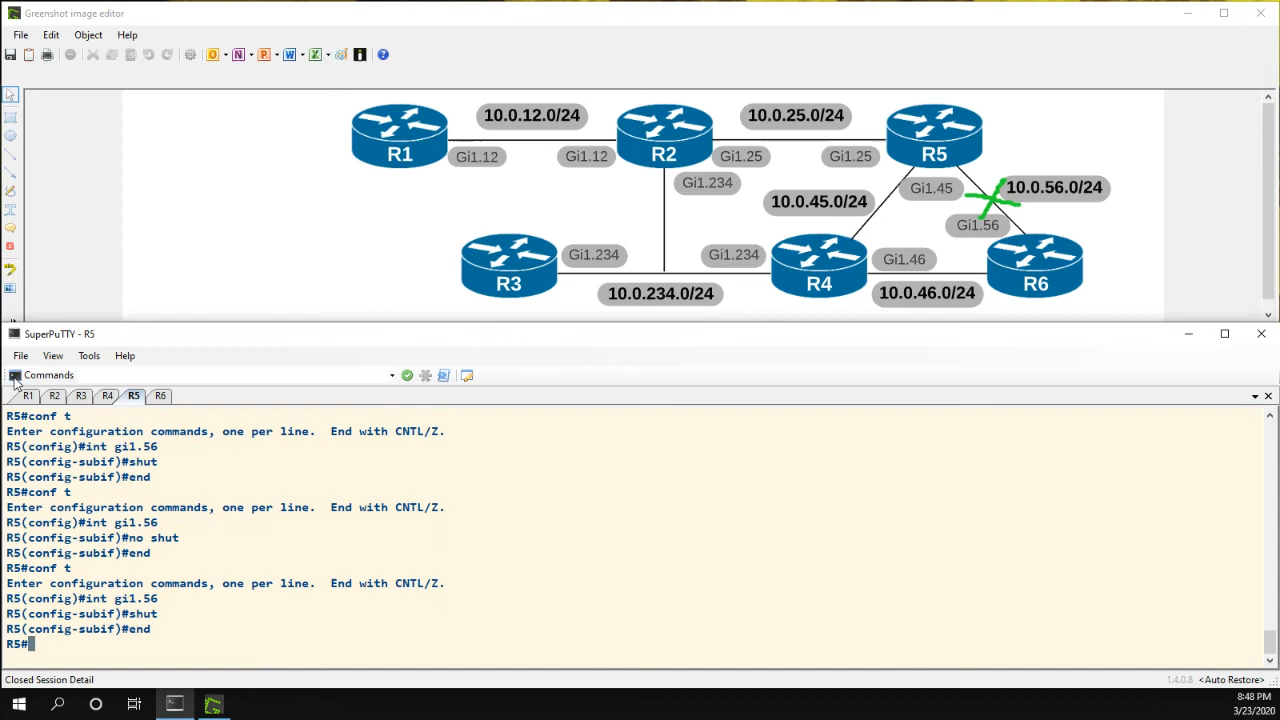 Greenshot image editor
File Edit Object Help
10.0.12.0/24 10.0.25.0/24
R1 R2 R5
Gi1.12 Gi1.12 Gi1.25 Gi1.25
Gi1.234 Gi1.45 10.0.56.0/24
10.0.45.0/24
Gi1.56
Gi1.234 Gi1.234 Gi1.46
R3 R4 R6
10.0.234.0/24 10.0.46.0/24
SuperPuTTY - R5
File View Tools Help
Commands
R1 R2 R3 R4 R5 R6
R5#conf t
Enter configuration commands, one per line.  End with CNTL/Z.
R5(config)#int gi1.56
R5(config-subif)#shut
R5(config-subif)#end
R5#conf t
Enter configuration commands, one per line.  End with CNTL/Z.
R5(config)#int gi1.56
R5(config-subif)#no shut
R5(config-subif)#end
R5#conf t
Enter configuration commands, one per line.  End with CNTL/Z.
R5(config)#int gi1.56
R5(config-subif)#shut
R5(config-subif)#end
R5#
Closed Session Detail 1.4.0.8 <Auto Restore>
8:48 PM
3/23/2020